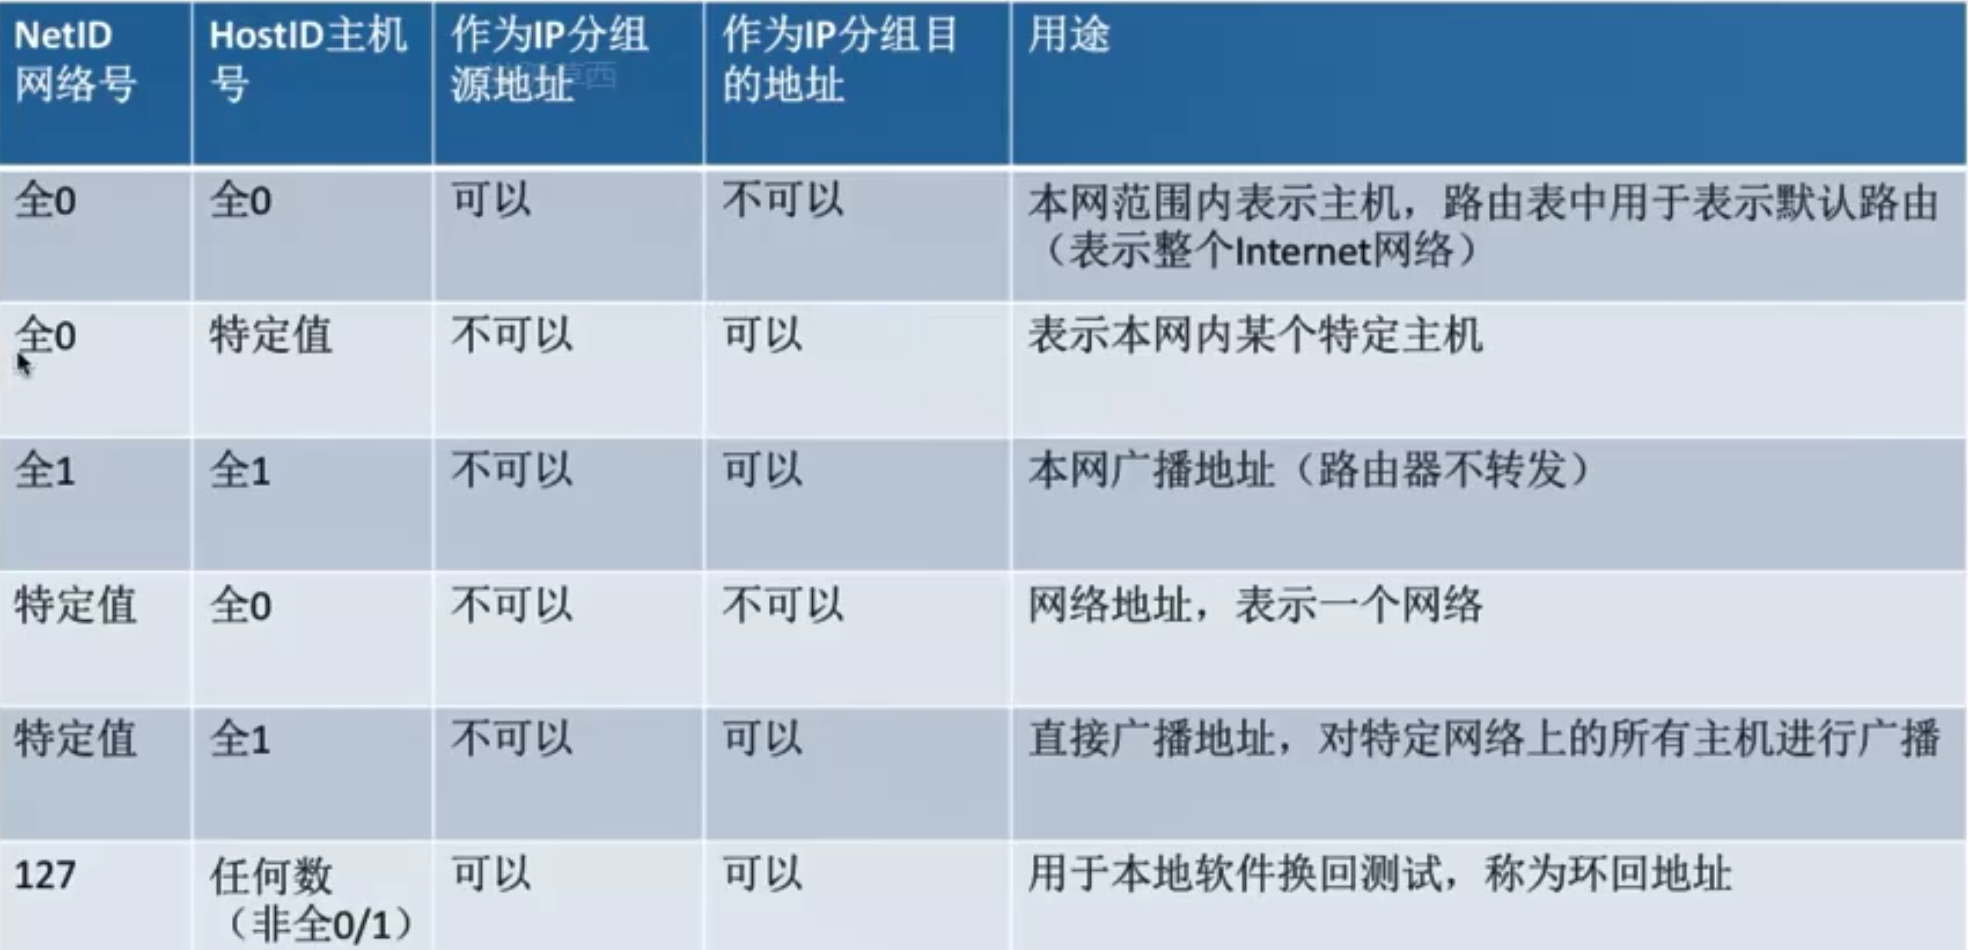 NetID
网络号
HostID主机
号
作为IP分组
源地址
作为IP分组目
的地址
用途
全0
全0
可以
不可以
本网范围内表示主机，路由表中用于表示默认路由
（表示整个Internet网络）
全0
特定值
不可以
可以
表示本网内某个特定主机
全1
全1
不可以
可以
本网广播地址（路由器不转发）
特定值
全0
不可以
不可以
网络地址，表示一个网络
特定值
全1
不可以
可以
直接广播地址，对特定网络上的所有主机进行广播
127
任何数
（非全0/1）
可以
可以
用于本地软件换回测试，称为环回地址